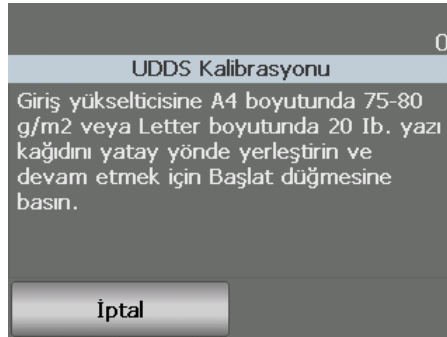 0
UDDS Kalibrasyonu
Giriş yükselticisine A4 boyutunda 75-80
g/m2 veya Letter boyutunda 20 Ib. yazı
kağıdını yatay yönde yerleştirin ve
devam etmek için Başlat düğmesine
basın.
İptal